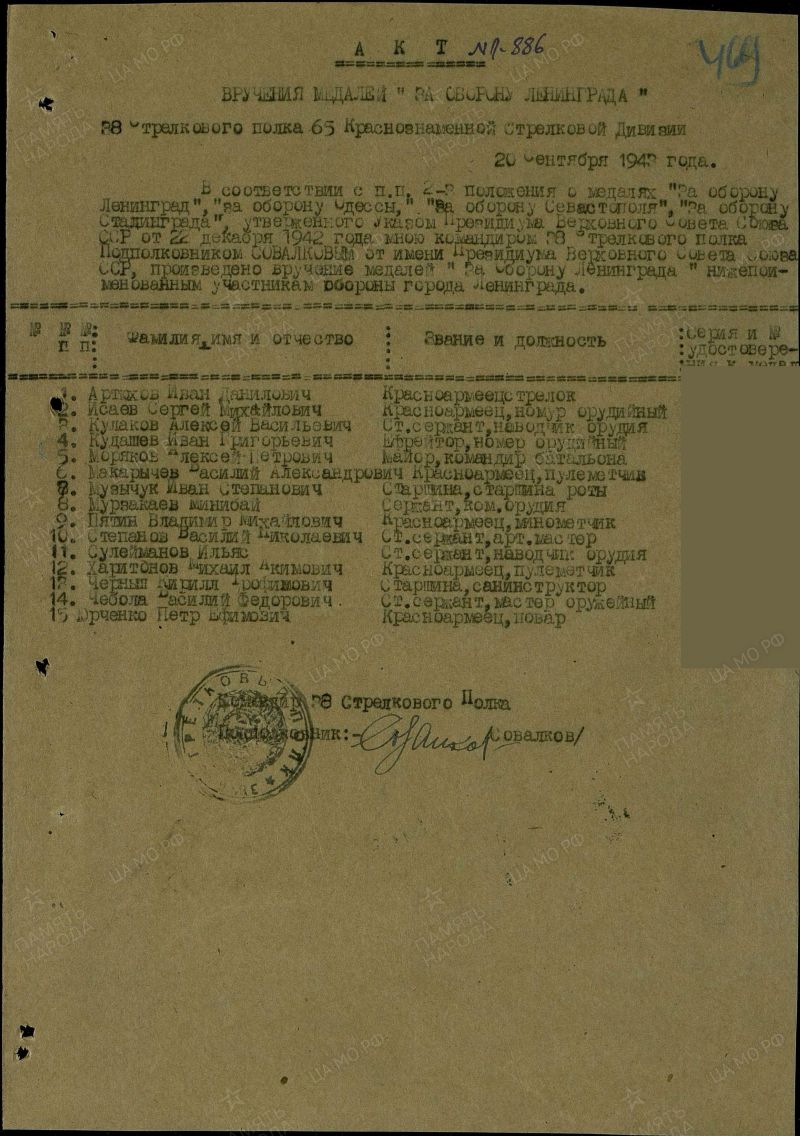 А К Т №Л-886
469
ВРУЧЕНИЯ МЕДАЛЕЙ " ЗА ОБОРОНУ ЛЕНИНГРАДА "
38 Стрелкового полка 65 Краснознаменной Стрелковой Дивизии
20 Сентября 1943 года.
В соответствии с п.п. 2-3 положения о медалях "За оборону
Ленинград","За оборону Одессы," "За оборону Севастополя","За оборону
Сталинграда", утвержденного Указом Президиума Верховного Совета Союза
ССР от 22 декабря 1942 года мною командиром 38 Стрелкового полка
Подполковником СОВАЛКОВЫМ от имени Президиума Верховного Совета Союза
ССР, произведено вручение медалей " За Оборону Ленинграда " нижепои-
менованным участникам обороны города Ленинграда.
№ № №: Фамилия, имя и отчество : Звание и должность :серия и №
п п: : :удостовере-
1. Артюхов Иван Данилович Красноармеецстрелок
2. Исаев Сергей Михайлович Красноармеец,номур орудийный
3. Кулаков Алексей Васильевич Ст.сержант,наводчик орудия
4. Кудашев Иван Григорьевич Ефрейтор,номер орудийный
5. Моряков Алексей Петрович Майор,командир батальона
6. Макарычев Василий Александрович Красноармеец,пулеметчик
7. Музычук Иван Степанович Старшина,старшина роты
8. Мурзакаев Минибай Сержант,ком.орудия
9. Пятин Владимир Михайлович Красноармеец,минометчик
10. Степанов Василий Николаевич Ст.сержант,арт.мастер
11. Сулейманов Ильяс Ст.сержант,наводчик орудия
12. Харитонов Михаил Акимович Красноармеец,пулеметчик
13. Черныш Кирилл Трофимович Старшина,санинструктор
14. Чебола Василий Федорович. Ст.сержант,мастер оружейный
15 Юрченко Петр Ефимович Красноармеец,повар
Командир 38 Стрелкового Полка
Подполковник:- Совалков/